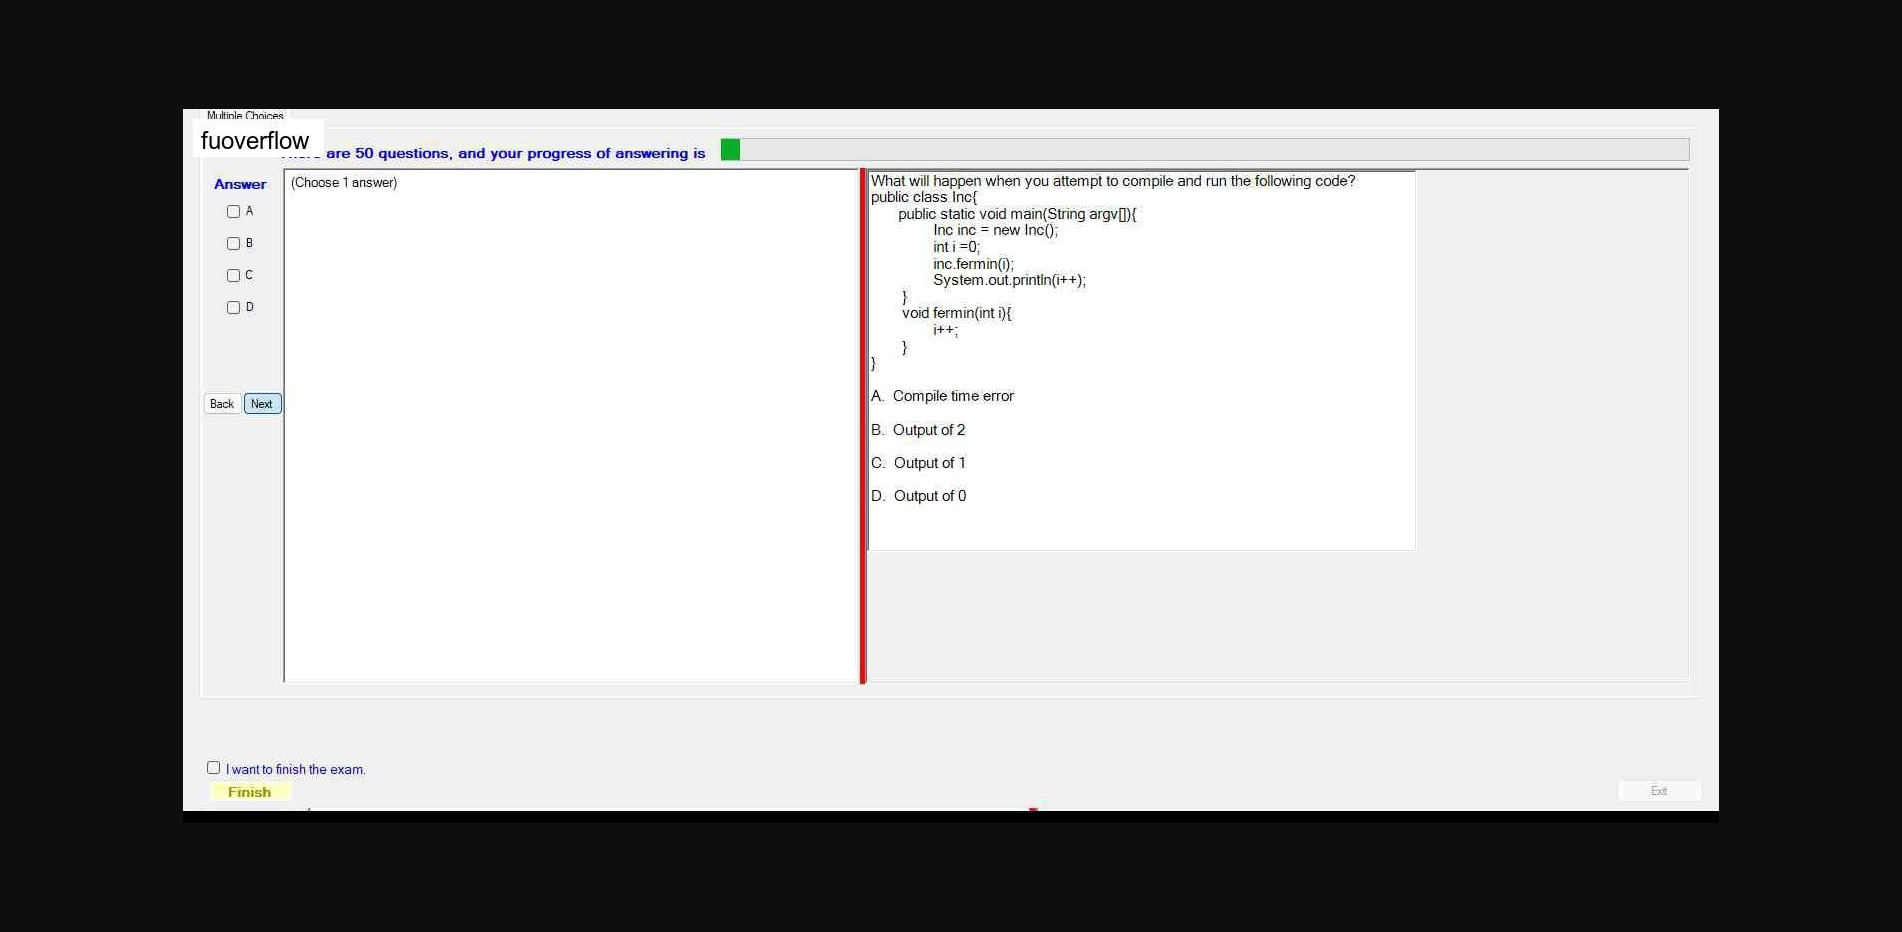 Multiple Choices
fuoverflow
are 50 questions, and your progress of answering is
Answer
(Choose 1 answer)
A
B
C
D
Back Next
What will happen when you attempt to compile and run the following code?
public class Inc{
public static void main(String argv[]){
Inc inc = new Inc();
int i =0;
inc.fermin(i);
System.out.println(i++);
}
void fermin(int i){
i++;
}
}
A. Compile time error
B. Output of 2
C. Output of 1
D. Output of 0
I want to finish the exam.
Finish
Exit